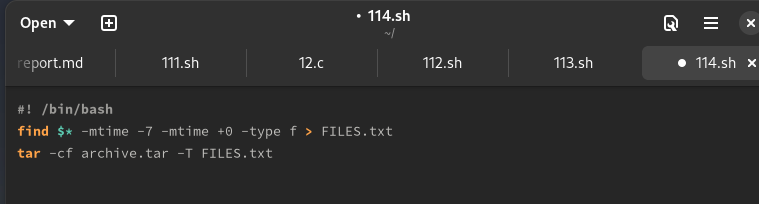 Open
• 114.sh
~/
report.md
111.sh
12.c
112.sh
113.sh
● 114.sh ×
#! /bin/bash
find $* -mtime -7 -mtime +0 -type f > FILES.txt
tar -cf archive.tar -T FILES.txt